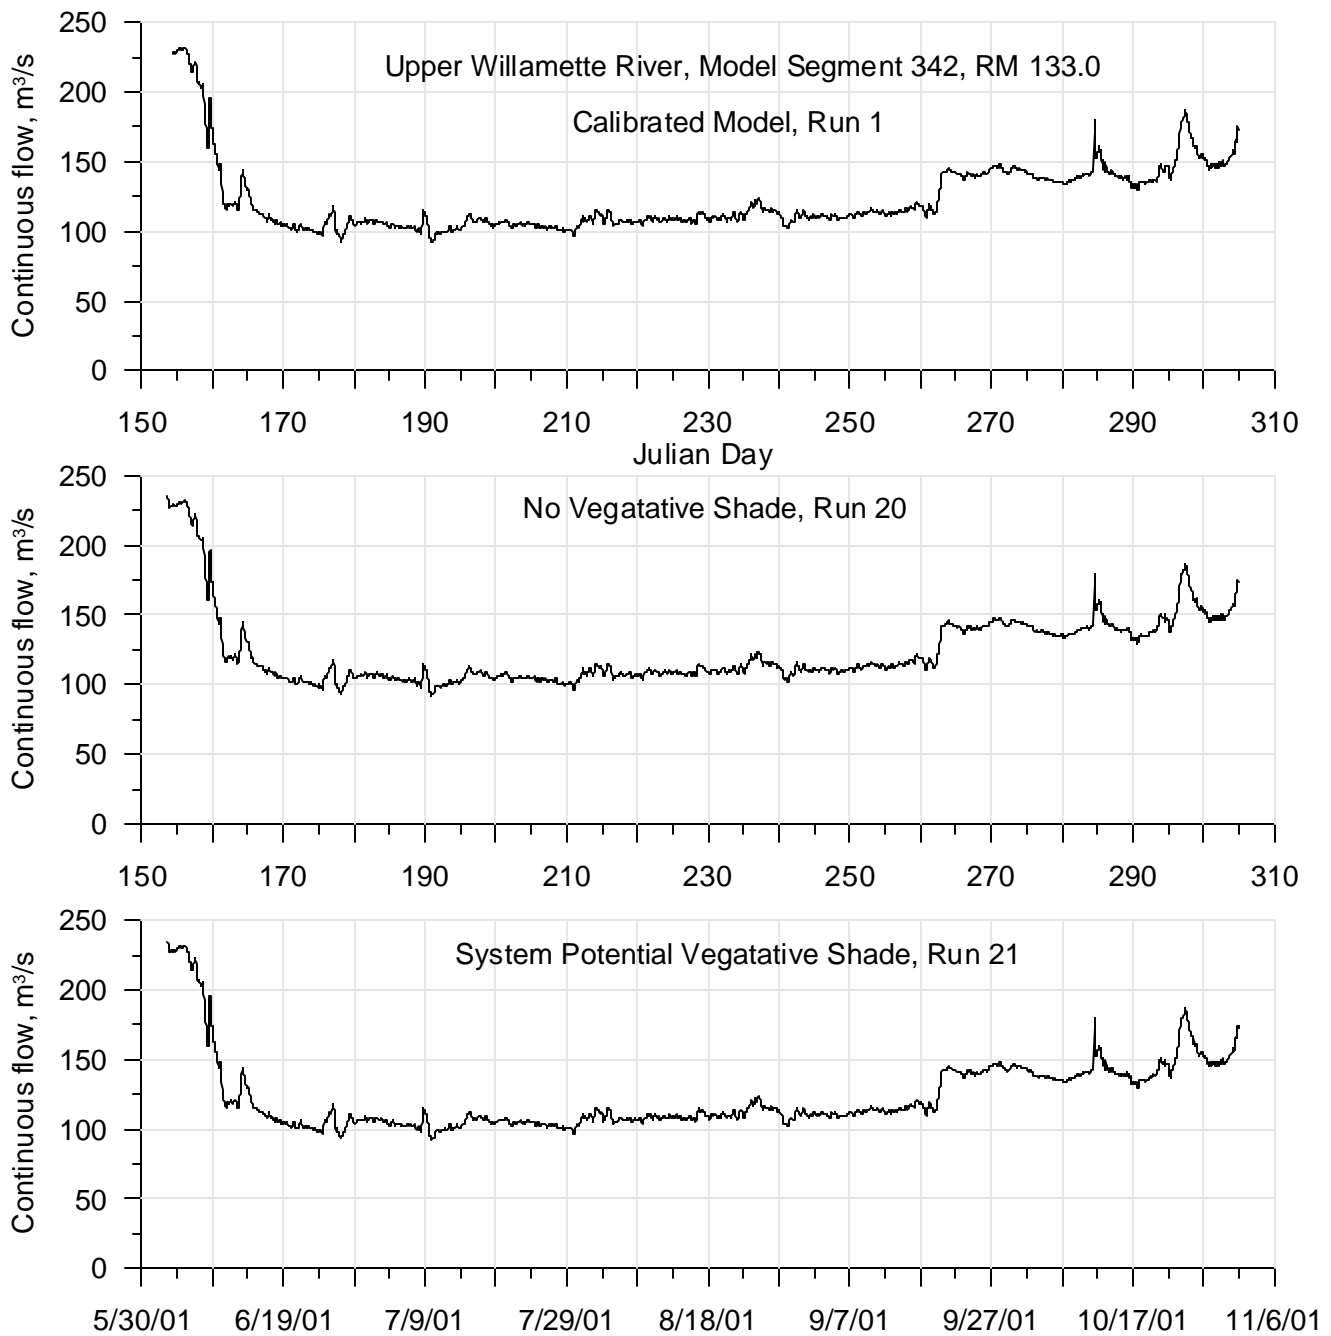 250
200
150
100
50
0
Continuous flow, m³/s
Upper Willamette River, Model Segment 342, RM 133.0
Calibrated Model, Run 1
150 170 190 210 230 250 270 290 310
Julian Day
250
200
150
100
50
0
Continuous flow, m³/s
No Vegatative Shade, Run 20
150 170 190 210 230 250 270 290 310
250
200
150
100
50
0
Continuous flow, m³/s
System Potential Vegatative Shade, Run 21
5/30/01 6/19/01 7/9/01 7/29/01 8/18/01 9/7/01 9/27/01 10/17/01 11/6/01